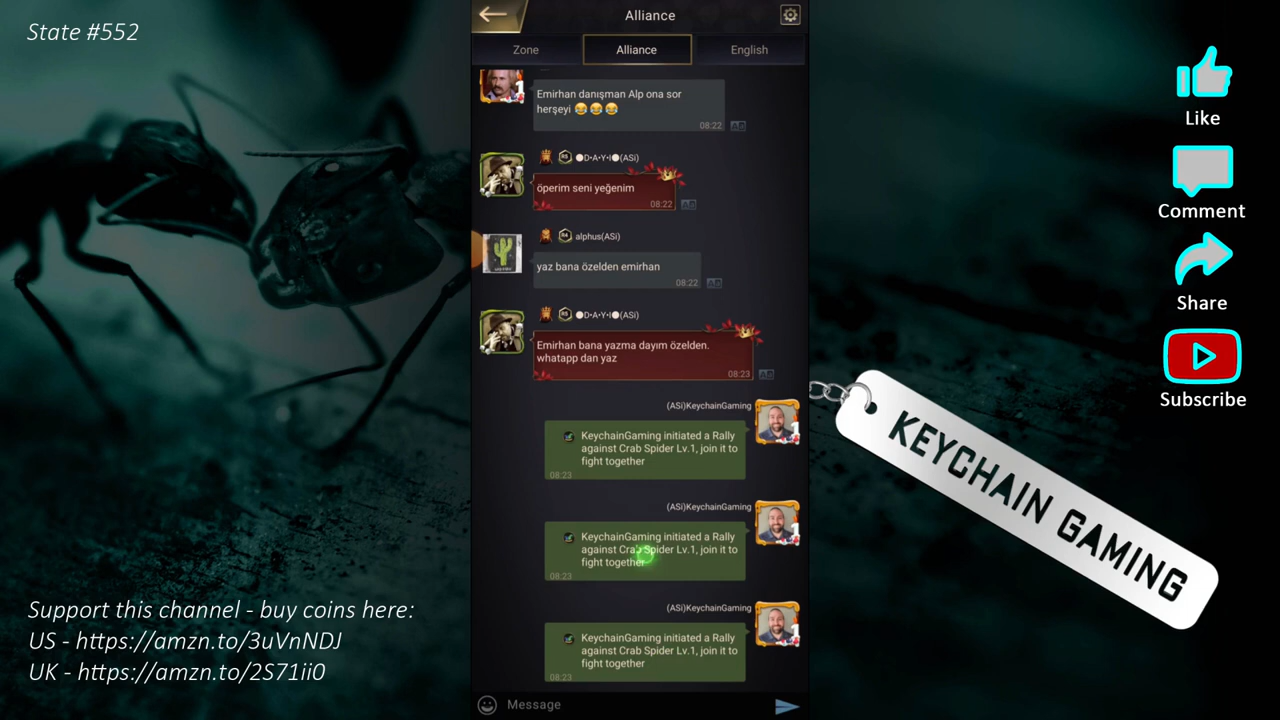 State #552
Alliance
Zone
Alliance
English
Emirhan danışman Alp ona sor
herşeyi 😂😂😂
08:22
R5 ●D•A•Y•I●(ASi)
öperim seni yeğenim
08:22
R4 alphus(ASi)
yaz bana özelden emirhan
08:22
R5 ●D•A•Y•I●(ASi)
Emirhan bana yazma dayım özelden.
whatapp dan yaz
08:23
(ASi)KeychainGaming
KeychainGaming initiated a Rally
against Crab Spider Lv.1, join it to
fight together
08:23
(ASi)KeychainGaming
KeychainGaming initiated a Rally
against Crab Spider Lv.1, join it to
fight together
08:23
(ASi)KeychainGaming
KeychainGaming initiated a Rally
against Crab Spider Lv.1, join it to
fight together
08:23
Message
Like
Comment
Share
Subscribe
KEYCHAIN GAMING
Support this channel - buy coins here:
US - https://amzn.to/3uVnNDJ
UK - https://amzn.to/2S71ii0